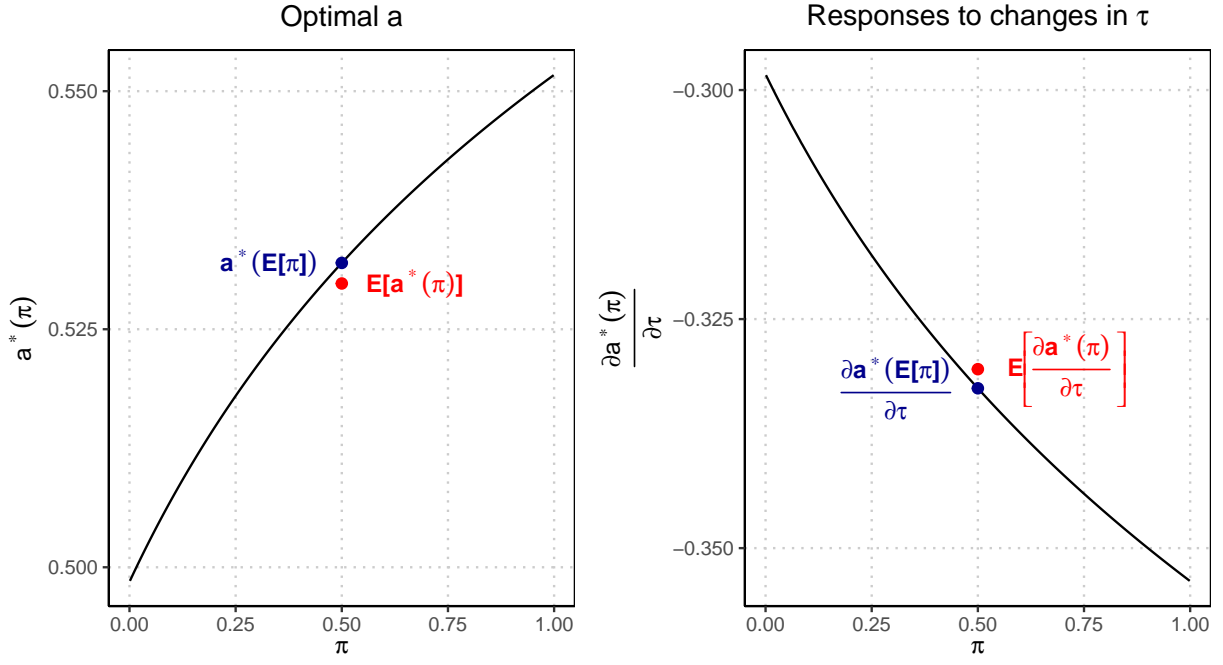 Optimal a
a*(π)
0.550
0.525
0.500
a*(E[π])
E[a*(π)]
0.00 0.25 0.50 0.75 1.00
π
Responses to changes in τ
∂a*(π)
∂τ
−0.300
−0.325
−0.350
∂a*(E[π])
∂τ
E[∂a*(π)
∂τ]
0.00 0.25 0.50 0.75 1.00
π